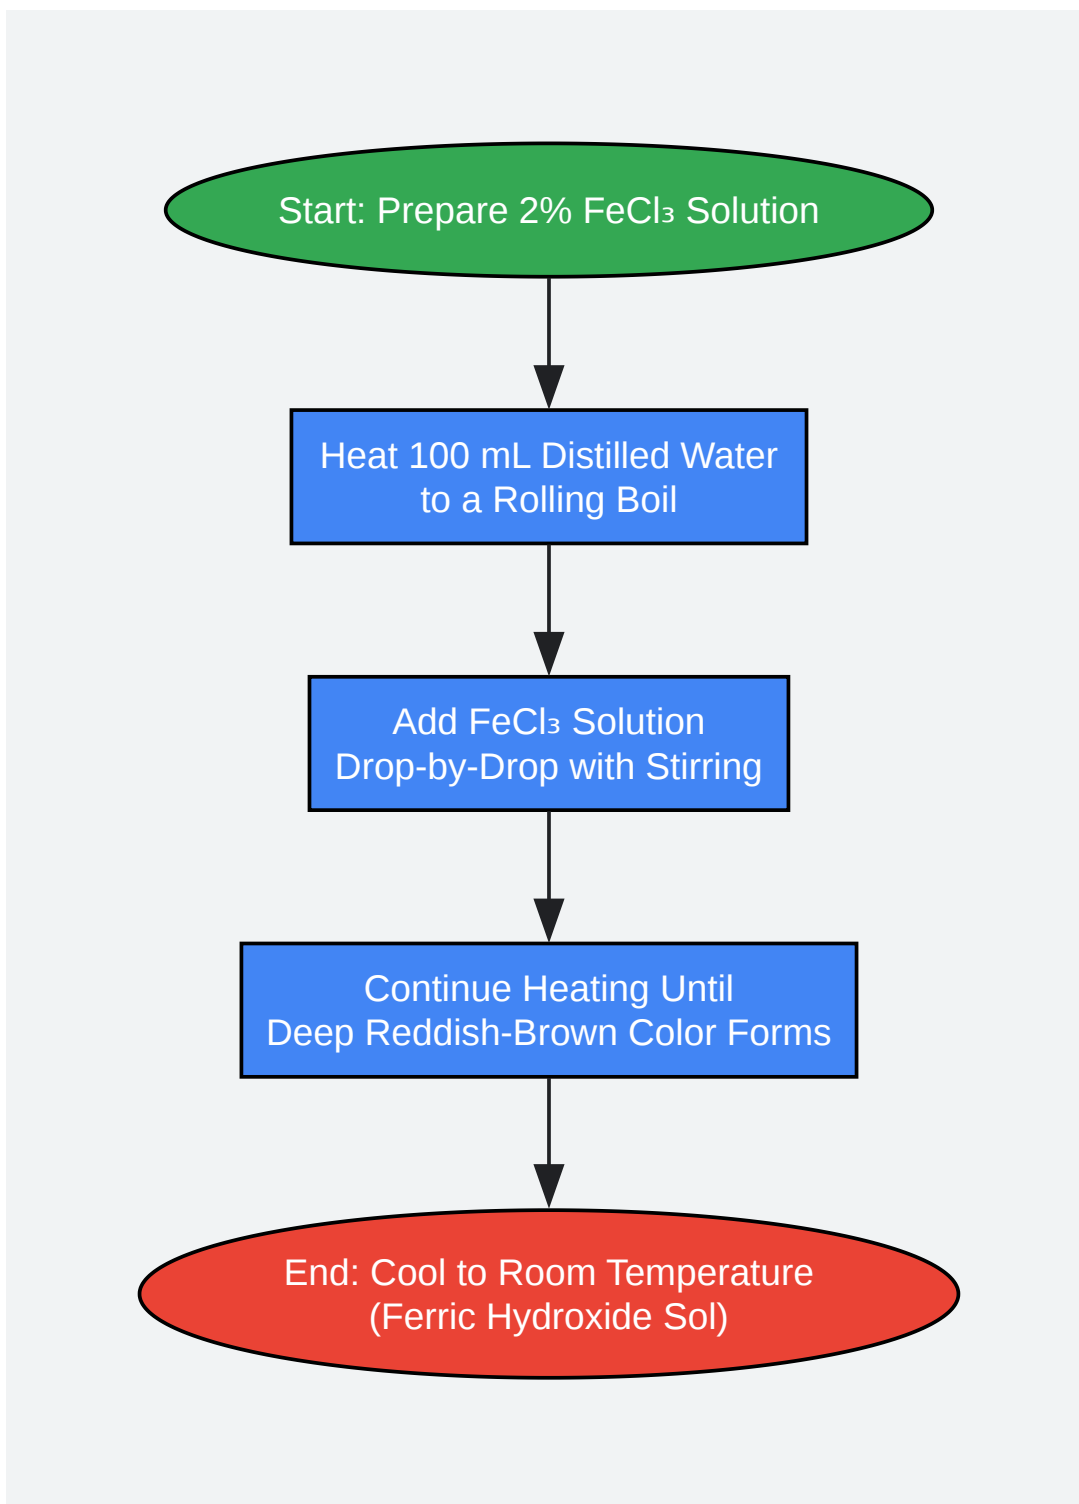 Start: Prepare 2% FeCl₃ Solution
Heat 100 mL Distilled Water
to a Rolling Boil
Add FeCl₃ Solution
Drop-by-Drop with Stirring
Continue Heating Until
Deep Reddish-Brown Color Forms
End: Cool to Room Temperature
(Ferric Hydroxide Sol)